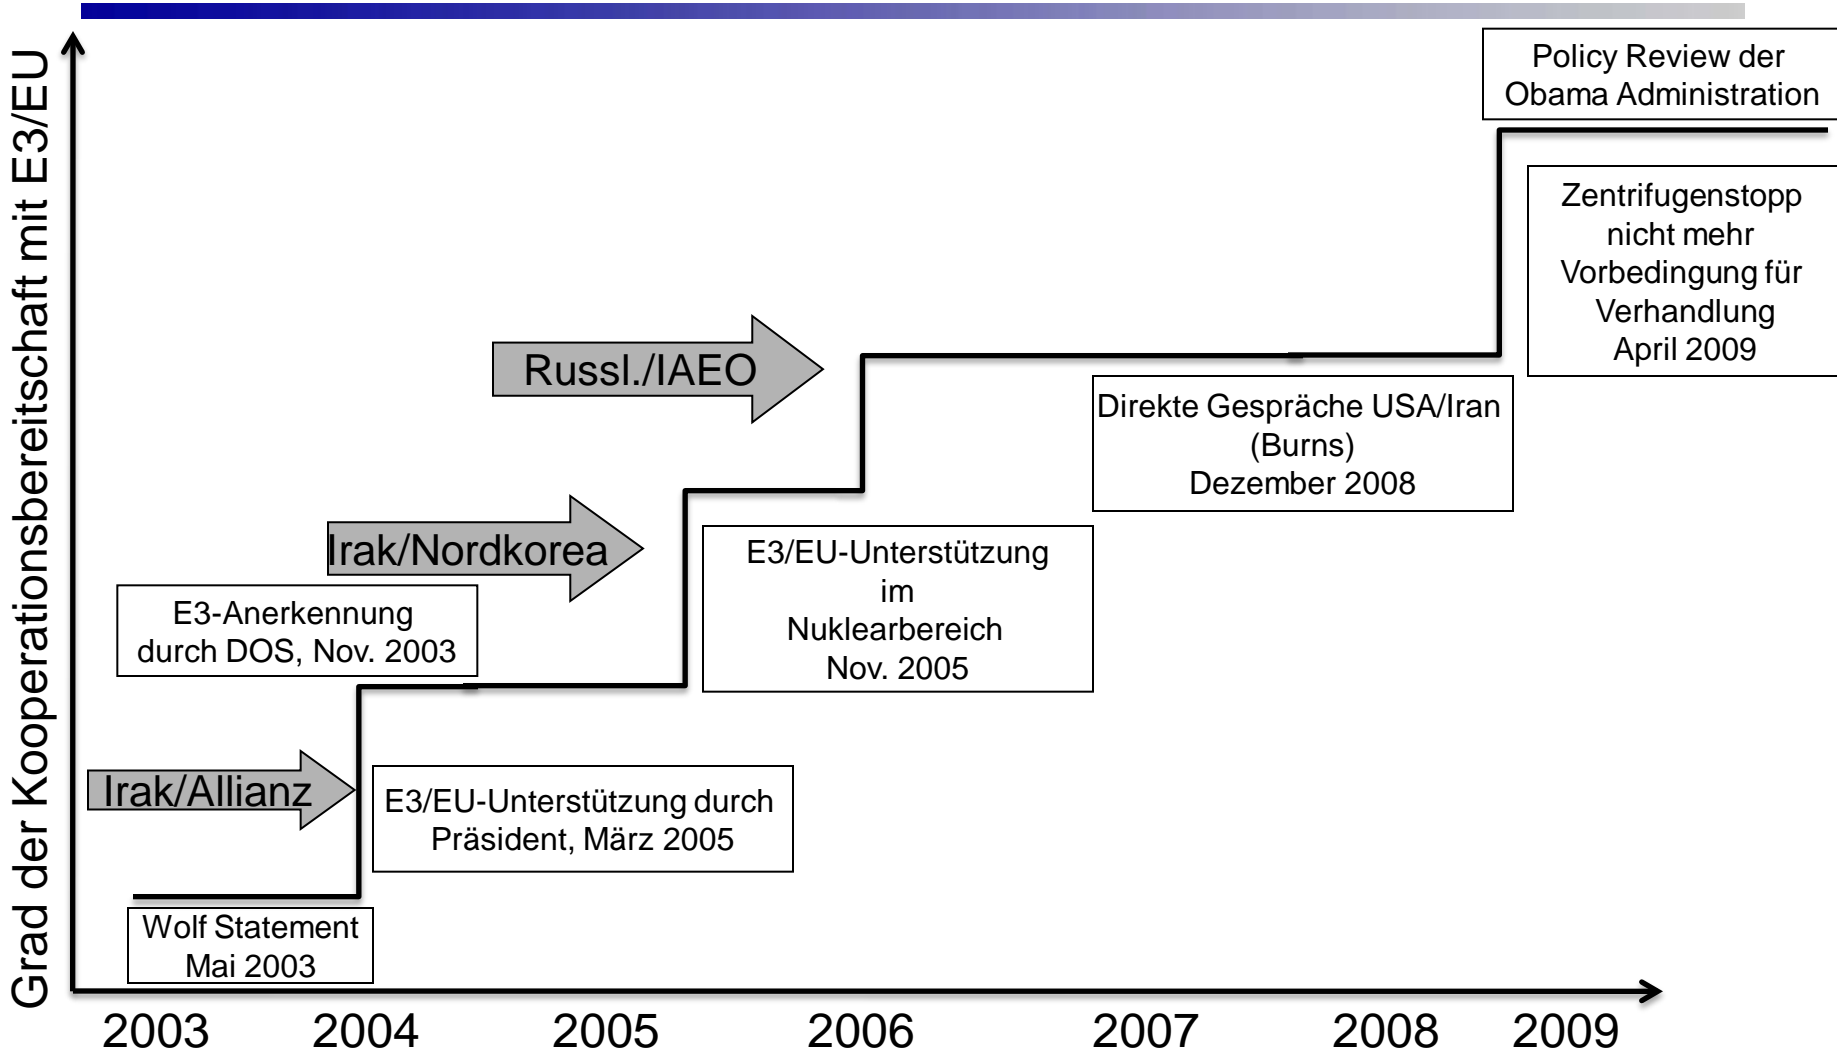 Grad der Kooperationsbereitschaft mit E3/EU
Policy Review der
Obama Administration
Zentrifugenstopp
nicht mehr
Vorbedingung für
Verhandlung
April 2009
Russl./IAEO
Direkte Gespräche USA/Iran
(Burns)
Dezember 2008
Irak/Nordkorea
E3/EU-Unterstützung
im
Nuklearbereich
Nov. 2005
E3-Anerkennung
durch DOS, Nov. 2003
Irak/Allianz
E3/EU-Unterstützung durch
Präsident, März 2005
Wolf Statement
Mai 2003
2003 2004 2005 2006 2007 2008 2009